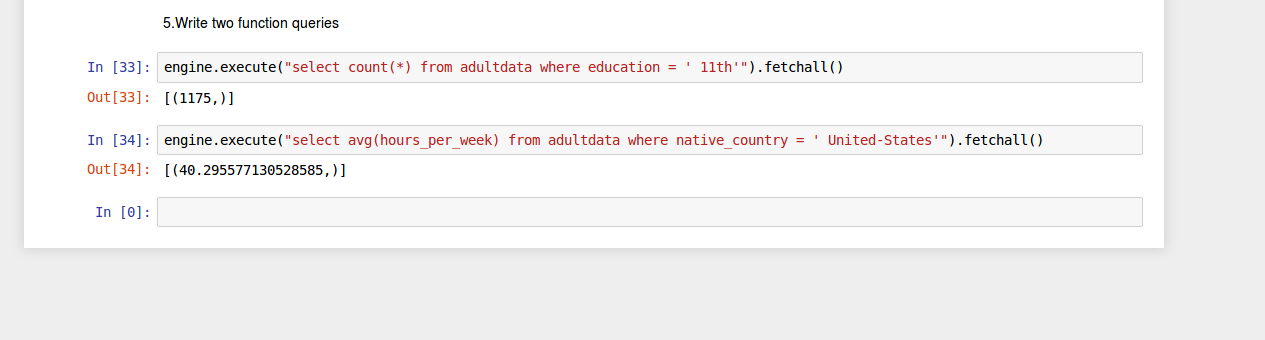 5.Write two function queries
In [33]: engine.execute("select count(*) from adultdata where education = ' 11th'").fetchall()
Out[33]: [(1175,)]
In [34]: engine.execute("select avg(hours_per_week) from adultdata where native_country = ' United-States'").fetchall()
Out[34]: [(40.295577130528585,)]
In [0]: